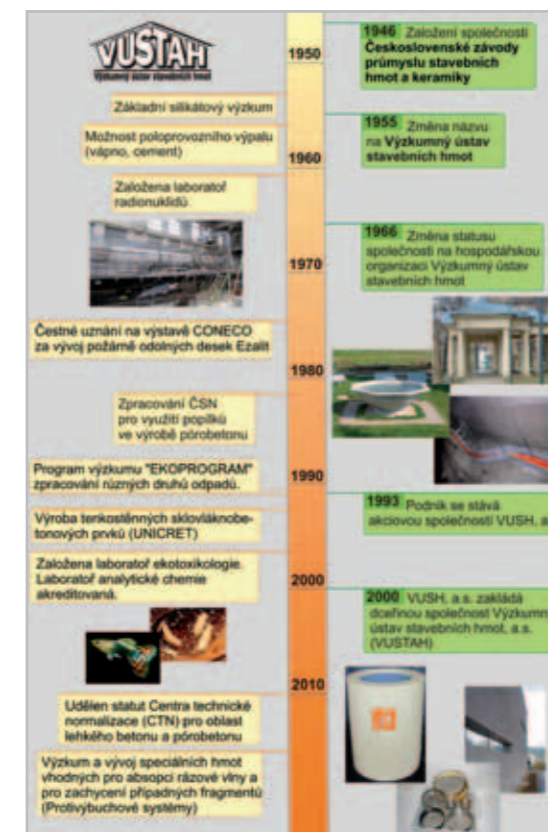 VUSTAH
Výzkumný ústav stavebních hmot
1946 Založení společnosti
Československé závody
průmyslu stavebních
hmot a keramiky
1950
Základní silikátový výzkum
Možnost poloprovozního výpalu
(vápno, cement)
1955 Změna názvu
na Výzkumný ústav
stavebních hmot
1960
Založena laboratoř
radionuklidů
1966 Změna statusu
společnosti na hospodářskou
organizaci Výzkumný ústav
stavebních hmot
1970
Čestné uznání na výstavě CONECO
za vývoj požárně odolných desek Ezalit
1980
Zpracování ČSN
pro využití popílků
ve výrobě pórobetonu
Program výzkumu "EKOPROGRAM"
zpracování různých druhů odpadů.
1990
1993 Podnik se stává
akciovou společností VUSH, a
Výroba tenkostěnných sklovláknobe-
tonových prvků (UNICRET)
Založena laboratoř ekotoxikologie.
Laboratoř analytické chemie
akreditovaná.
2000
2000 VUSH, a.s. zakládá
dceřinou společnost Výzkumn
ústav stavebních hmot, a.s.
(VUSTAH)
2010
Udělen statut Centra technické
normalizace (CTN) pro oblast
lehkého betonu a pórobetonu
Výzkum a vývoj speciálních hmot
vhodných pro absopci rázové vlny a
pro zachycení případných fragmentů
(Protivýbuchové systémy)